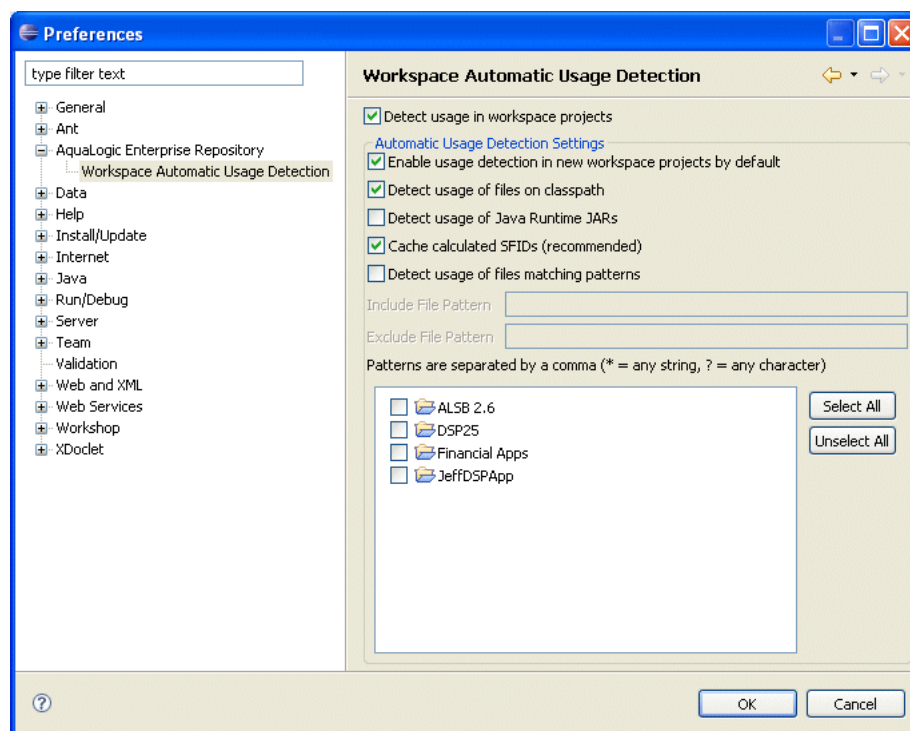 Preferences
type filter text
General
Ant
AquaLogic Enterprise Repository
Workspace Automatic Usage Detection
Data
Help
Install/Update
Internet
Java
Run/Debug
Server
Team
Validation
Web and XML
Web Services
Workshop
XDoclet
Workspace Automatic Usage Detection
Detect usage in workspace projects
Automatic Usage Detection Settings
Enable usage detection in new workspace projects by default
Detect usage of files on classpath
Detect usage of Java Runtime JARs
Cache calculated SFIDs (recommended)
Detect usage of files matching patterns
Include File Pattern
Exclude File Pattern
Patterns are separated by a comma (* = any string, ? = any character)
ALSB 2.6
DSP25
Financial Apps
JeffDSPApp
Select All
Unselect All
OK
Cancel